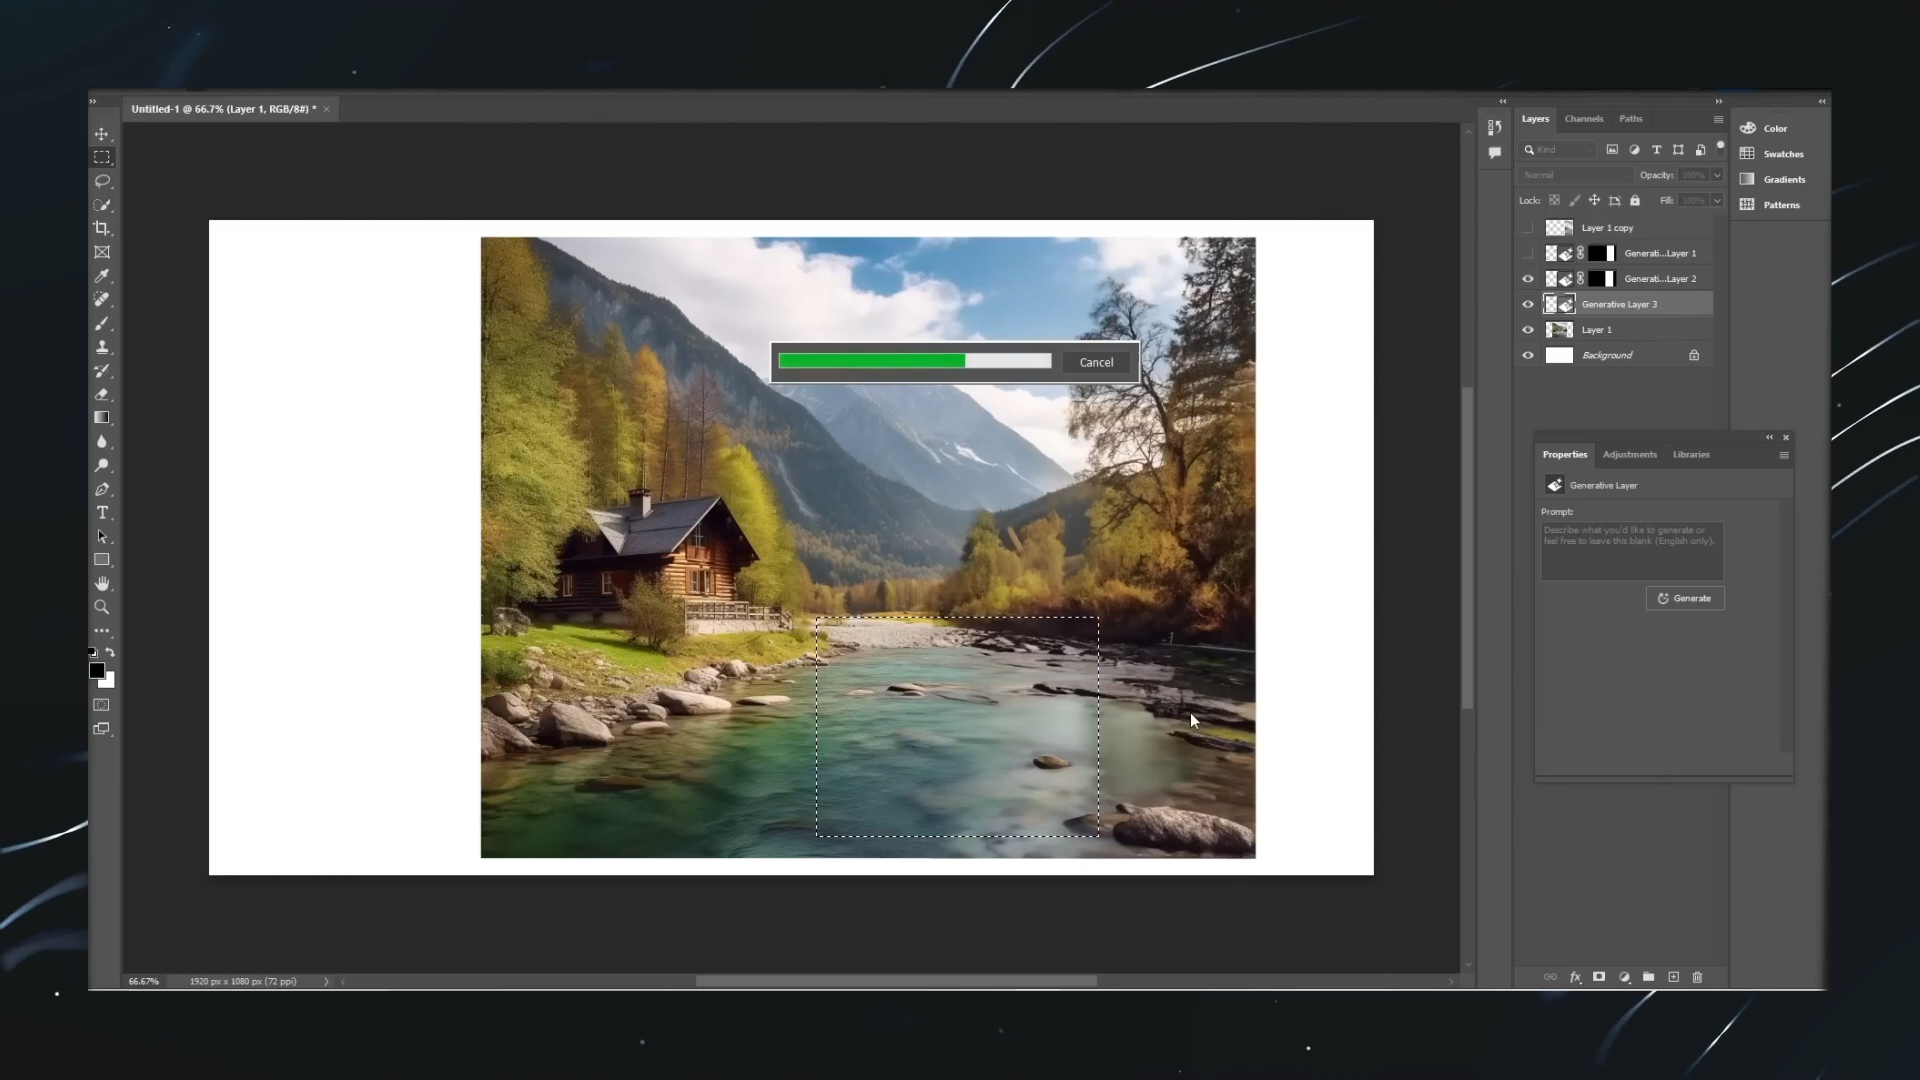 Untitled-1 @ 66.7% (Layer 1, RGB/8#) *
Layers Channels Paths
Kind
Normal Opacity: 100%
Lock: Fill: 100%
Layer 1 copy
Generati...Layer 1
Generati...Layer 2
Generative Layer 3
Layer 1
Background
Color
Swatches
Gradients
Patterns
Cancel
Properties Adjustments Libraries
Generative Layer
Prompt:
Describe what you'd like to generate or
feel free to leave this blank (English only).
Generate
66.67% 1920 px x 1080 px (72 ppi)